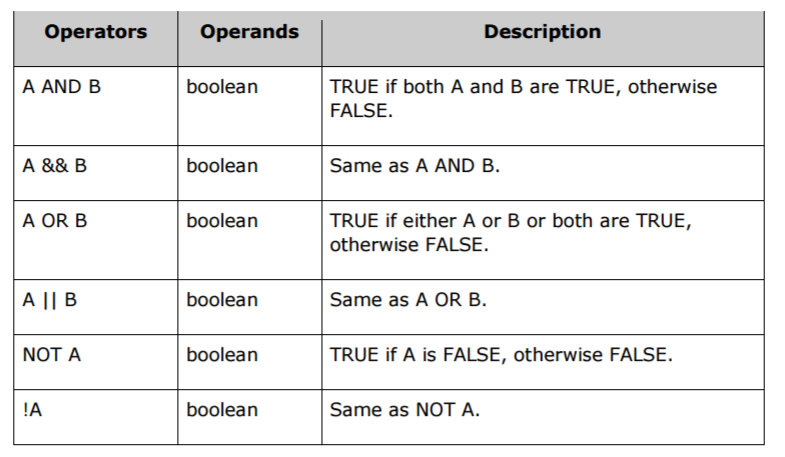 Operators Operands Description
A AND B boolean TRUE if both A and B are TRUE, otherwise
FALSE.
A && B boolean Same as A AND B.
A OR B boolean TRUE if either A or B or both are TRUE,
otherwise FALSE.
A || B boolean Same as A OR B.
NOT A boolean TRUE if A is FALSE, otherwise FALSE.
!A boolean Same as NOT A.